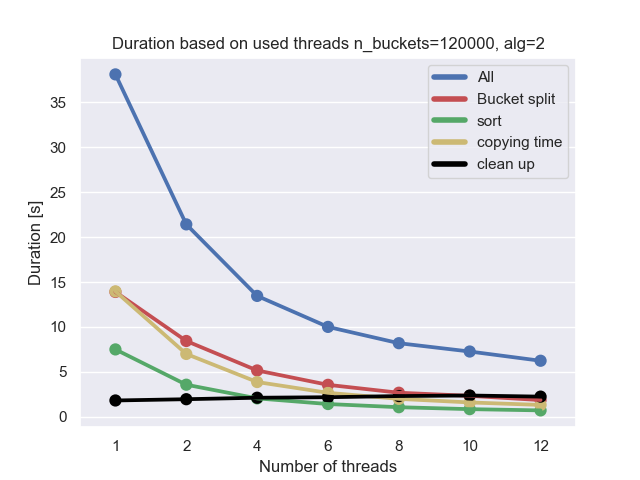 Duration based on used threads n_buckets=120000, alg=2
All
Bucket split
sort
copying time
clean up
Duration [s]
35
30
25
20
15
10
5
0
1 2 4 6 8 10 12
Number of threads